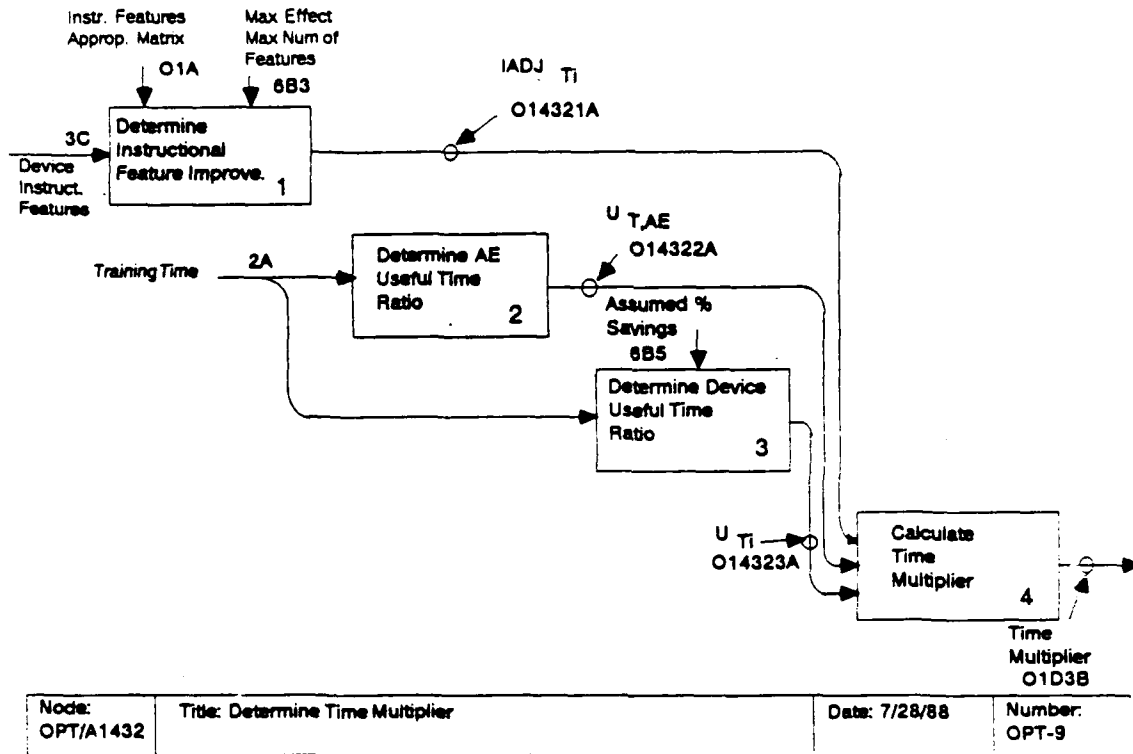 Instr. Features
Approp. Matrix
O1A
Max Effect
Max Num of
Features
6B3
IADJ Ti
O14321A
3C
Device
Instruct.
Features
Determine
Instructional
Feature Improve.
1
Training Time
2A
Determine AE
Useful Time
Ratio
2
U T,AE
O14322A
Assumed %
Savings
6B5
Determine Device
Useful Time
Ratio
3
U Ti
O14323A
Calculate
Time
Multiplier
4
Time
Multiplier
O1D3B
Node:
OPT/A1432
Title: Determine Time Multiplier
Date: 7/28/88
Number:
OPT-9